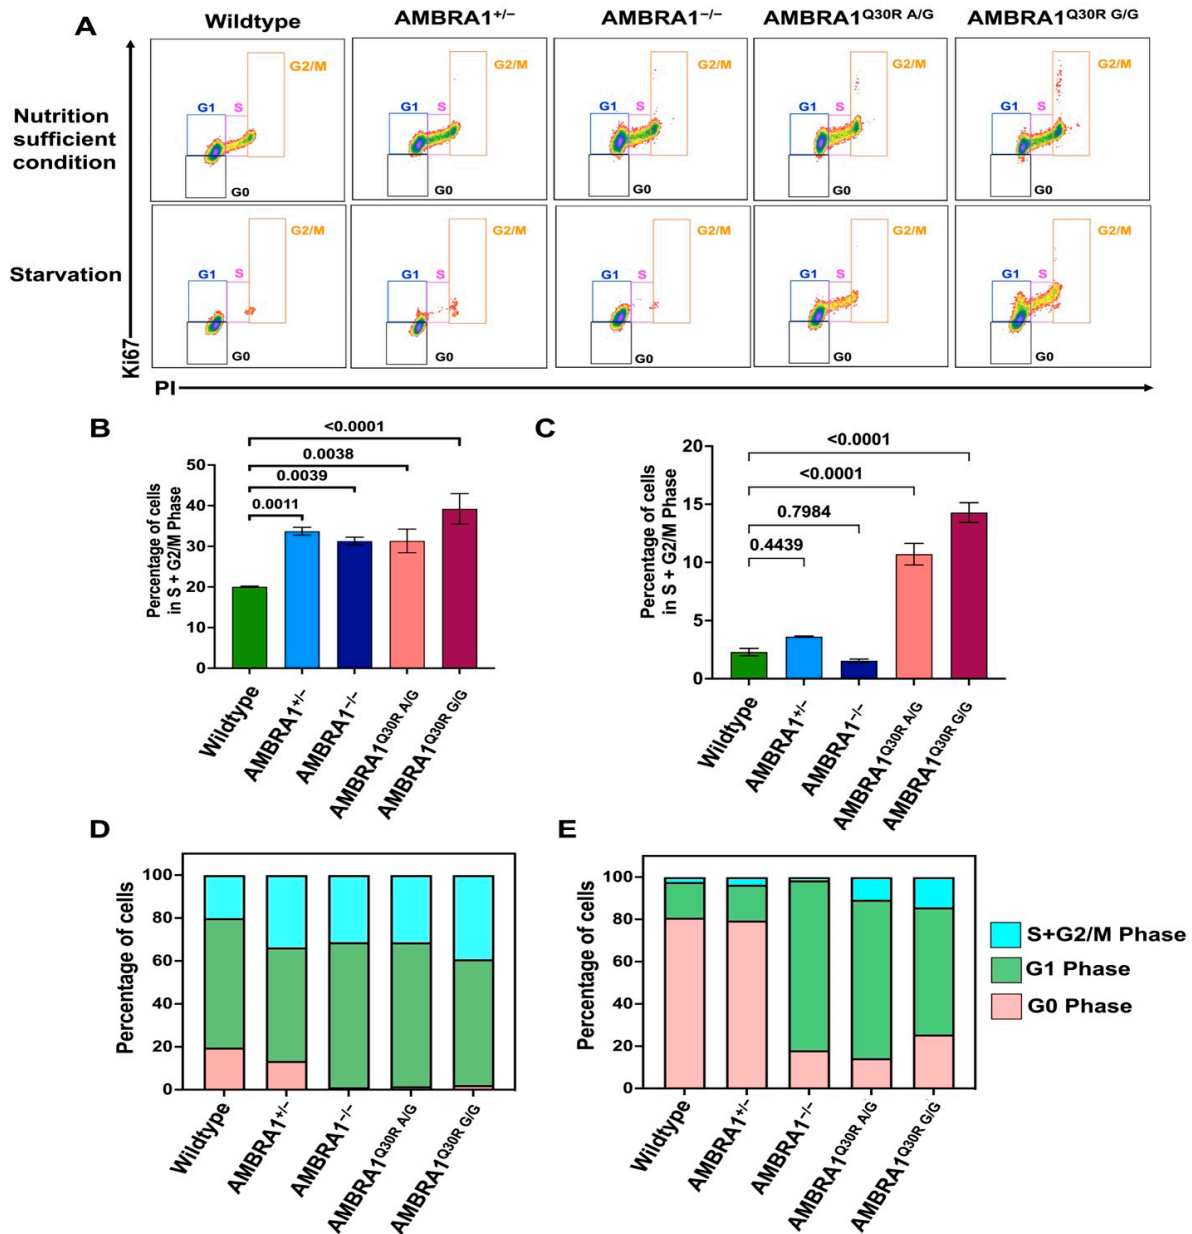 A
Wildtype
AMBRA1+/−
AMBRA1−/−
AMBRA1Q30R A/G
AMBRA1Q30R G/G
Nutrition
sufficient
condition
G1
S
G2/M
G0
G1
S
G2/M
G0
G1
S
G2/M
G0
G1
S
G2/M
G0
G1
S
G2/M
G0
Starvation
G1
S
G2/M
G0
G1
S
G2/M
G0
G1
S
G2/M
G0
G1
S
G2/M
G0
G1
S
G2/M
G0
Ki67
PI
B
Percentage of cells
in S + G2/M Phase
50
40
30
20
10
0
<0.0001
0.0038
0.0039
0.0011
Wildtype
AMBRA1+/−
AMBRA1−/−
AMBRA1Q30R A/G
AMBRA1Q30R G/G
C
Percentage of cells
in S + G2/M Phase
20
15
10
5
0
<0.0001
<0.0001
0.7984
0.4439
Wildtype
AMBRA1+/−
AMBRA1−/−
AMBRA1Q30R A/G
AMBRA1Q30R G/G
D
Percentage of cells
100
80
60
40
20
0
Wildtype
AMBRA1+/−
AMBRA1−/−
AMBRA1Q30R A/G
AMBRA1Q30R G/G
E
Percentage of cells
100
80
60
40
20
0
Wildtype
AMBRA1+/−
AMBRA1−/−
AMBRA1Q30R A/G
AMBRA1Q30R G/G
S+G2/M Phase
G1 Phase
G0 Phase